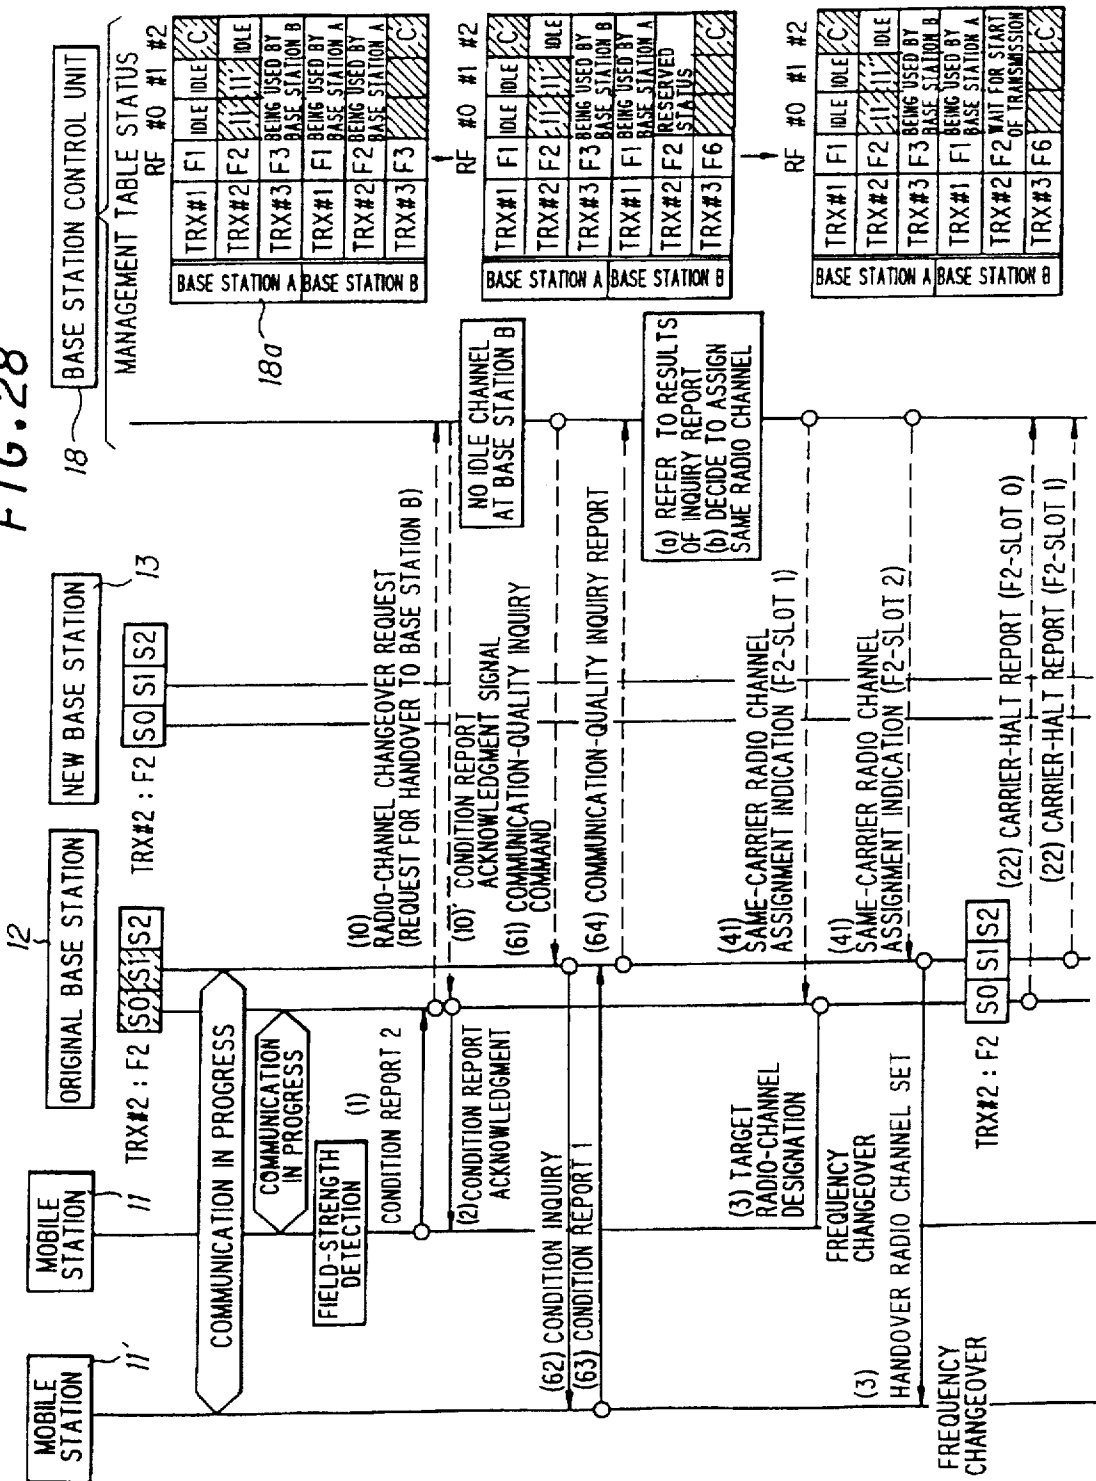 FIG. 28
MOBILE
STATION
11'
MOBILE
STATION
11
ORIGINAL BASE STATION
12
NEW BASE STATION
13
18
BASE STATION CONTROL UNIT
MANAGEMENT TABLE STATUS
TRX#2 : F2
S0 S1 S2
TRX#2 : F2
S0 S1 S2
COMMUNICATION IN PROGRESS
COMMUNICATION
IN PROGRESS
FIELD-STRENGTH
DETECTION
(1)
CONDITION REPORT 2
(10)
RADIO-CHANNEL CHANGEOVER REQUEST
(REQUEST FOR HANDOVER TO BASE STATION B)
(2) CONDITION REPORT
ACKNOWLEDGMENT
(10)' CONDITION REPORT
ACKNOWLEDGMENT SIGNAL
NO IDLE CHANNEL
AT BASE STATION B
(61) COMMUNICATION-QUALITY INQUIRY
COMMAND
(62) CONDITION INQUIRY
(63) CONDITION REPORT 1
(64) COMMUNICATION-QUALITY INQUIRY REPORT
(a) REFER TO RESULTS
OF INQUIRY REPORT
(b) DECIDE TO ASSIGN
SAME RADIO CHANNEL
(41)
SAME-CARRIER RADIO CHANNEL
ASSIGNMENT INDICATION (F2-SLOT 1)
(3) TARGET
RADIO-CHANNEL
DESIGNATION
FREQUENCY
CHANGEOVER
(41)
SAME-CARRIER RADIO CHANNEL
ASSIGNMENT INDICATION (F2-SLOT 2)
(3)
HANDOVER RADIO CHANNEL SET
FREQUENCY
CHANGEOVER
TRX#2 : F2
S0 S1 S2
(22) CARRIER-HALT REPORT (F2-SLOT 0)
(22) CARRIER-HALT REPORT (F2-SLOT 1)
18a
RF #0 #1 #2
BASE STATION A
TRX#1 F1 IDLE IDLE C
TRX#2 F2 11 11' IDLE
TRX#3 F3 BEING USED BY
BASE STATION B
BASE STATION B
TRX#1 F1 BEING USED BY
BASE STATION A
TRX#2 F2 BEING USED BY
BASE STATION A
TRX#3 F3 C
RF #0 #1 #2
BASE STATION A
TRX#1 F1 IDLE IDLE C
TRX#2 F2 11 11' IDLE
TRX#3 F3 BEING USED BY
BASE STATION B
BASE STATION B
TRX#1 F1 BEING USED BY
BASE STATION A
TRX#2 F2 RESERVED
STATUS
TRX#3 F6 C
RF #0 #1 #2
BASE STATION A
TRX#1 F1 IDLE IDLE C
TRX#2 F2 11 11' IDLE
TRX#3 F3 BEING USED BY
BASE STATION B
BASE STATION B
TRX#1 F1 BEING USED BY
BASE STATION A
TRX#2 F2 WAIT FOR START
OF TRANSMISSION
TRX#3 F6 C